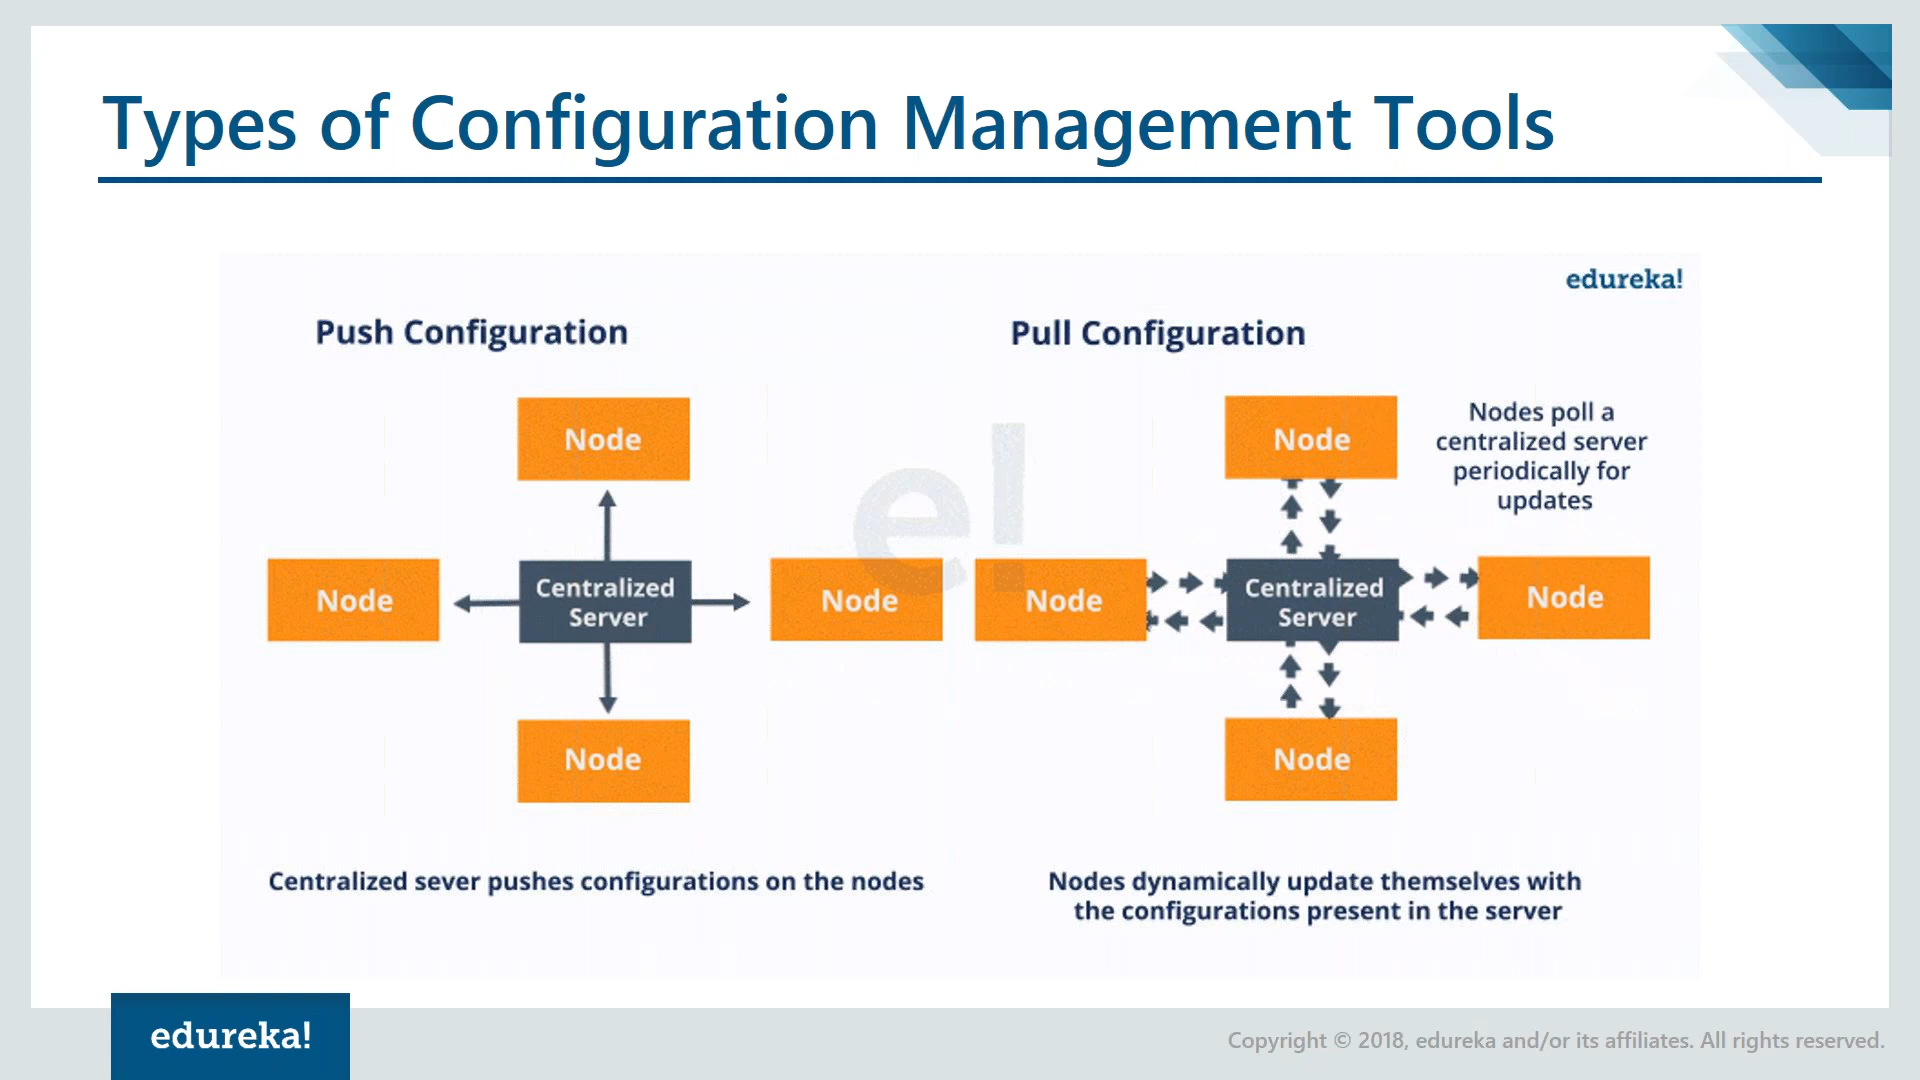 Types of Configuration Management Tools
edureka!
Push Configuration
Node
Node
Centralized
Server
Node
Node
Centralized sever pushes configurations on the nodes
e!
Pull Configuration
Node
Nodes poll a
centralized server
periodically for
updates
Node
Centralized
Server
Node
Node
Nodes dynamically update themselves with
the configurations present in the server
edureka!
Copyright © 2018, edureka and/or its affiliates. All rights reserved.